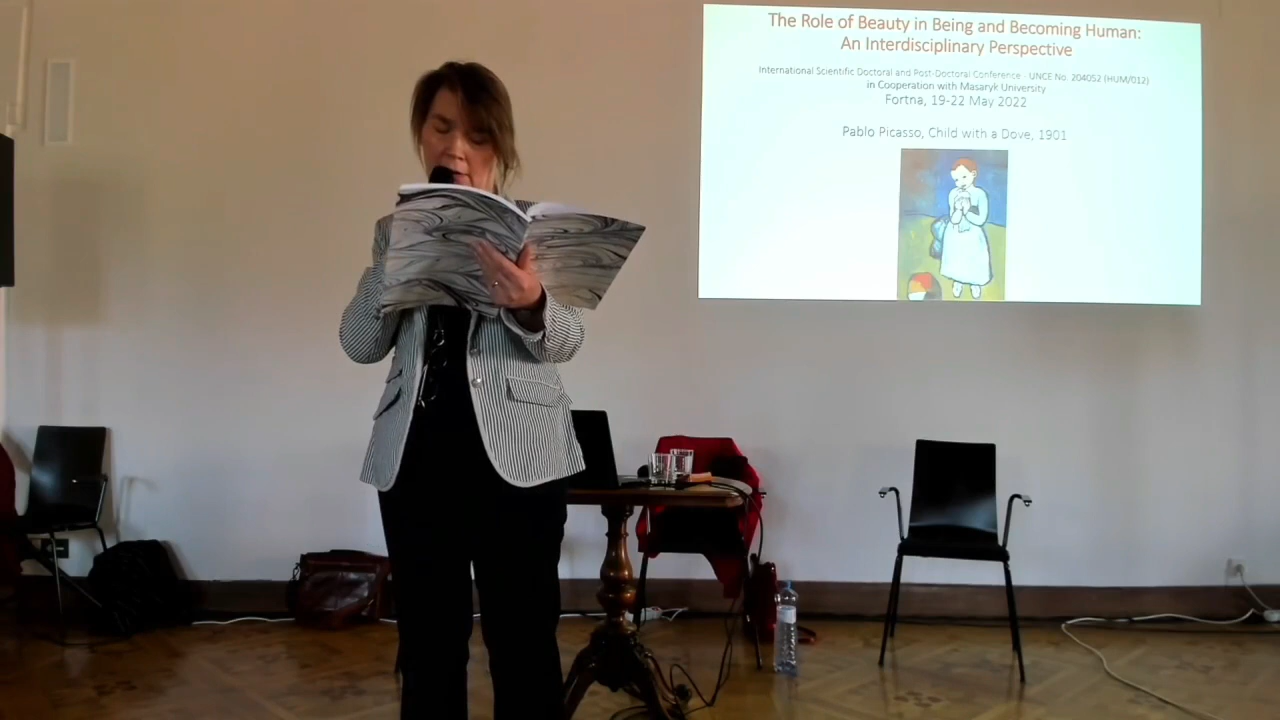 The Role of Beauty in Being and Becoming Human:
An Interdisciplinary Perspective
International Scientific Doctoral and Post-Doctoral Conference - UNCE No. 204052 (HUM/012)
in Cooperation with Masaryk University
Fortna, 19-22 May 2022
Pablo Picasso, Child with a Dove, 1901